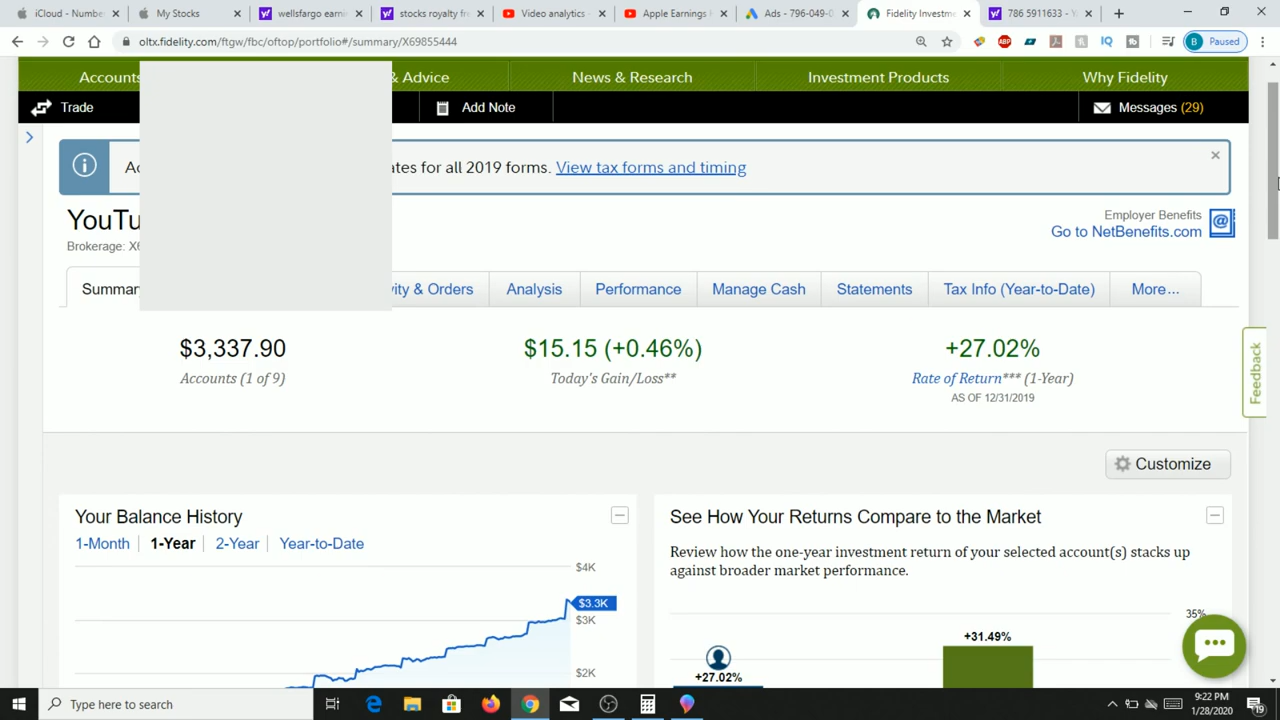 iCloud - Number
My Stocks
wellsfargo earni
stocks royalty fr
Video analytics -
Apple Earnings H
Ads - 796-049-0
Fidelity Investme
786 5911633 - Y
oltx.fidelity.com/ftgw/fbc/oftop/portfolio#/summary/X69855444
ABP
IQ
B Paused
Accounts & Advice News & Research Investment Products Why Fidelity
Trade Add Note Messages (29)
Ac ates for all 2019 forms. View tax forms and timing
YouTu
Brokerage: X6
Employer Benefits
Go to NetBenefits.com
Summar vity & Orders Analysis Performance Manage Cash Statements Tax Info (Year-to-Date) More...
$3,337.90 $15.15 (+0.46%) +27.02%
Accounts (1 of 9) Today's Gain/Loss** Rate of Return*** (1-Year)
AS OF 12/31/2019
Feedback
Customize
Your Balance History
1-Month 1-Year 2-Year Year-to-Date
$4K
$3.3K
$3K
$2K
See How Your Returns Compare to the Market
Review how the one-year investment return of your selected account(s) stacks up
against broader market performance.
35%
+31.49%
+27.02%
Type here to search
9:22 PM
1/28/2020
19